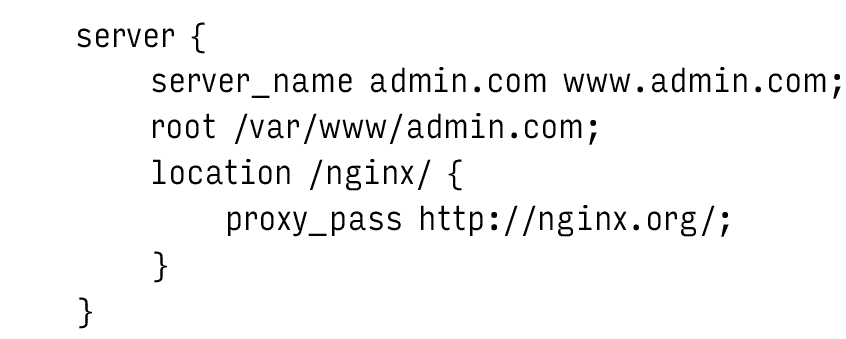 server {
server_name admin.com www.admin.com;
root /var/www/admin.com;
location /nginx/ {
proxy_pass http://nginx.org/;
}
}